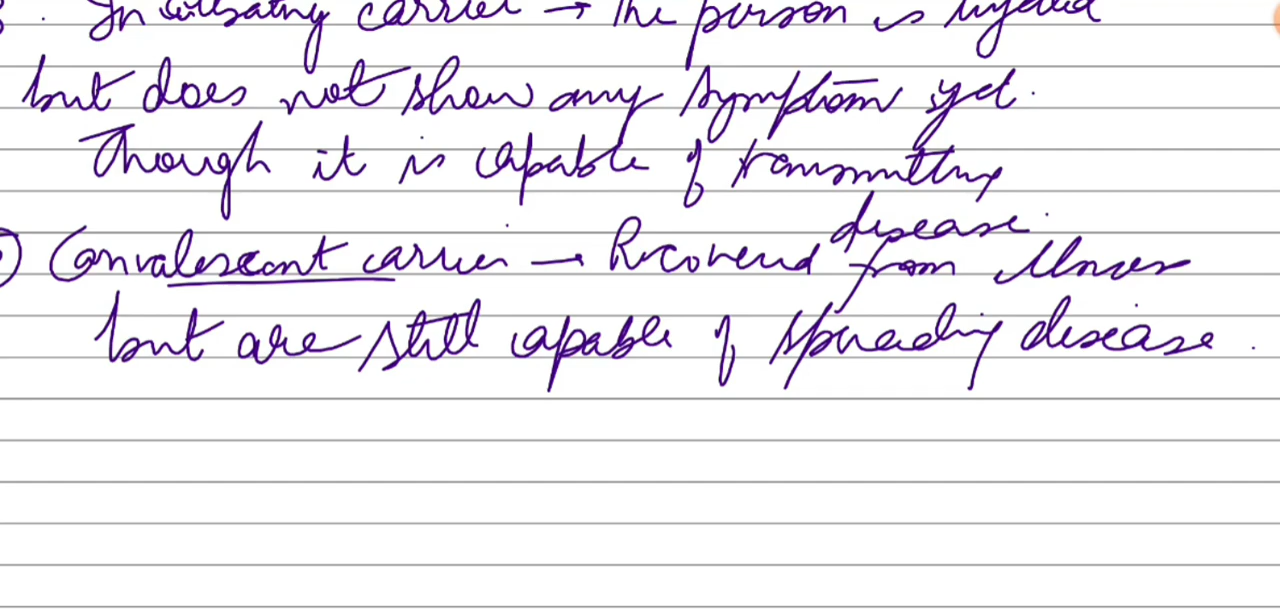 Incubatng carrier → The person is infected
but does not show any symptom yet.
Though it is capable of transmitting
disease.
Convalescent carrier → Recovered from illness
but are still capable of spreading disease.